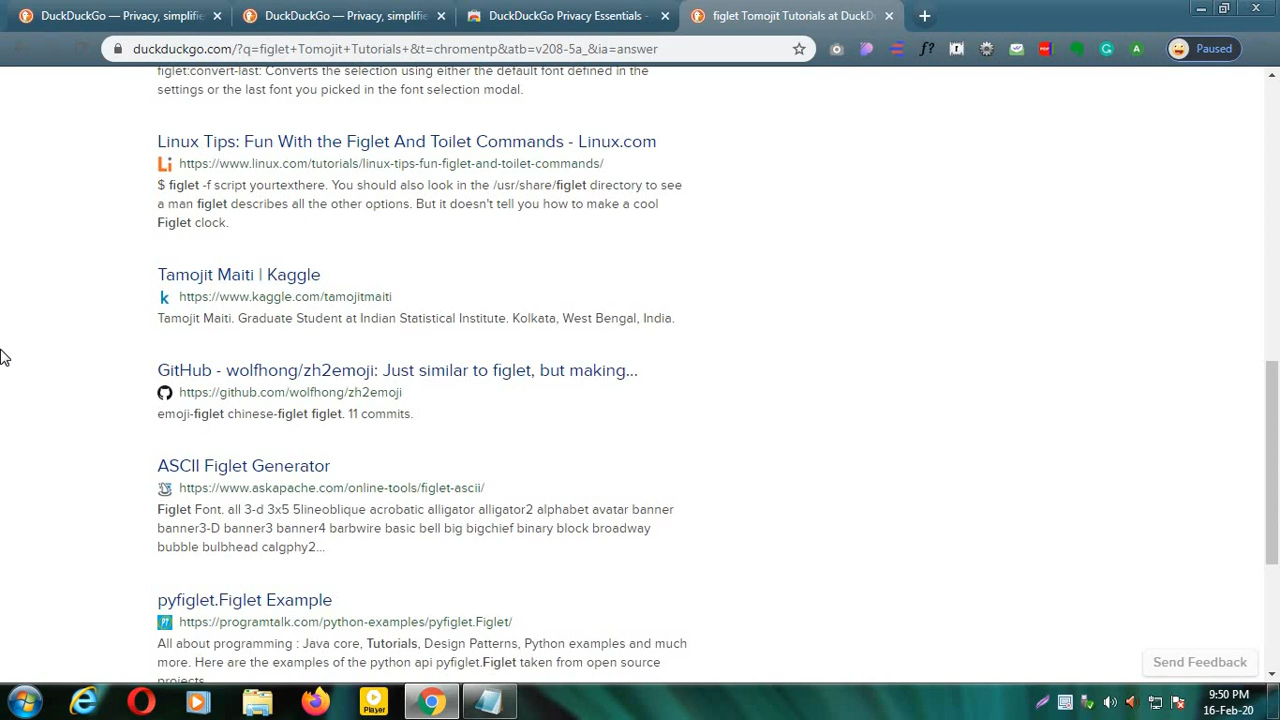 DuckDuckGo — Privacy, simplifie
DuckDuckGo — Privacy, simplifie
DuckDuckGo Privacy Essentials -
figlet Tomojit Tutorials at DuckD
duckduckgo.com/?q=figlet+Tomojit+Tutorials+&t=chromentp&atb=v208-5a_&ia=answer
Paused
figlet:convert-last: Converts the selection using either the default font defined in the
settings or the last font you picked in the font selection modal.
Linux Tips: Fun With the Figlet And Toilet Commands - Linux.com
https://www.linux.com/tutorials/linux-tips-fun-figlet-and-toilet-commands/
$ figlet -f script yourtexthere. You should also look in the /usr/share/figlet directory to see
a man figlet describes all the other options. But it doesn't tell you how to make a cool
Figlet clock.
Tamojit Maiti | Kaggle
https://www.kaggle.com/tamojitmaiti
Tamojit Maiti. Graduate Student at Indian Statistical Institute. Kolkata, West Bengal, India.
GitHub - wolfhong/zh2emoji: Just similar to figlet, but making...
https://github.com/wolfhong/zh2emoji
emoji-figlet chinese-figlet figlet. 11 commits.
ASCII Figlet Generator
https://www.askapache.com/online-tools/figlet-ascii/
Figlet Font. all 3-d 3x5 5lineoblique acrobatic alligator alligator2 alphabet avatar banner
banner3-D banner3 banner4 barbwire basic bell big bigchief binary block broadway
bubble bulbhead calgphy2...
pyfiglet.Figlet Example
https://programtalk.com/python-examples/pyfiglet.Figlet/
All about programming : Java core, Tutorials, Design Patterns, Python examples and much
more. Here are the examples of the python api pyfiglet.Figlet taken from open source
projects.
Send Feedback
Player
9:50 PM
16-Feb-20